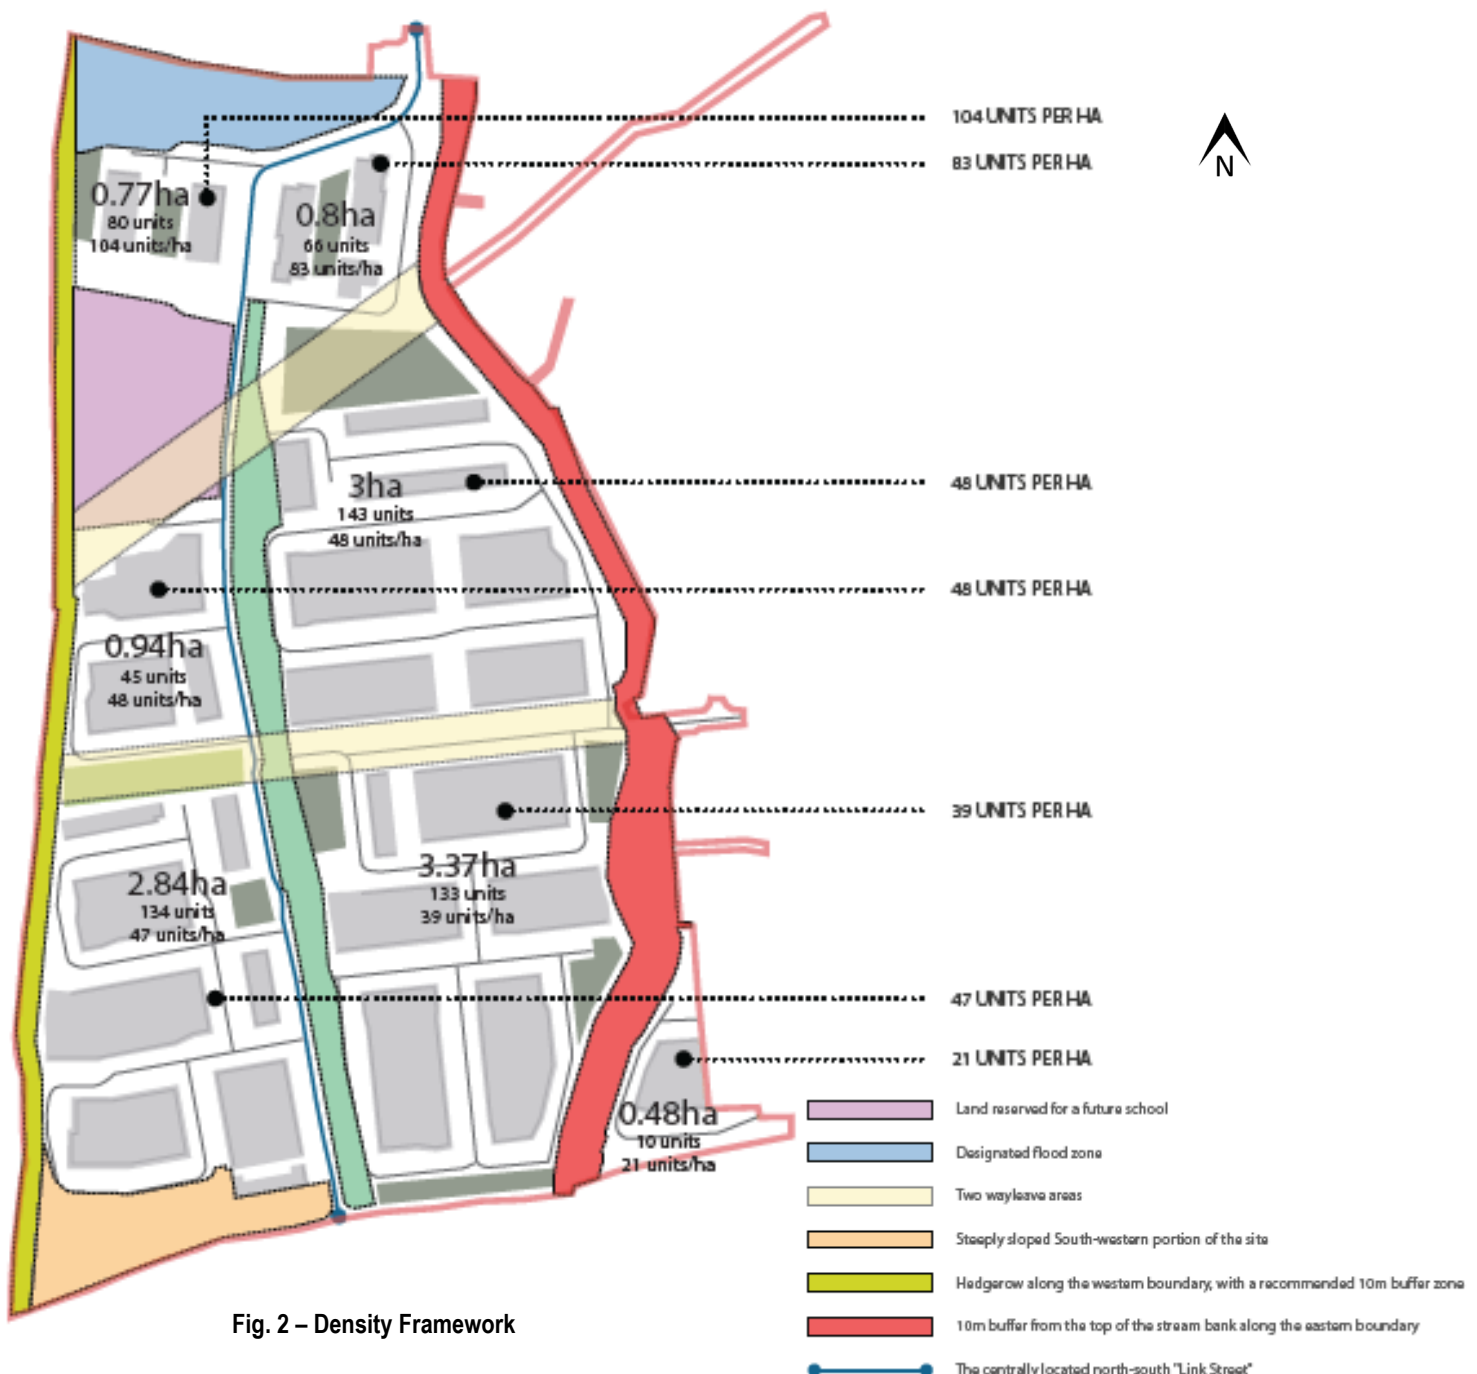 104 UNITS PER HA
83 UNITS PER HA
N
0.77ha
80 units
104 units/ha
0.8ha
66 units
83 units/ha
3ha
143 units
48 units/ha
48 UNITS PER HA
48 UNITS PER HA
0.94ha
45 units
48 units/ha
39 UNITS PER HA
3.37ha
133 units
39 units/ha
2.84ha
134 units
47 units/ha
47 UNITS PER HA
21 UNITS PER HA
0.48ha
10 units
21 units/ha
Land reserved for a future school
Designated flood zone
Two wayleave areas
Steeply sloped South-western portion of the site
Hedgerow along the western boundary, with a recommended 10m buffer zone
10m buffer from the top of the stream bank along the eastern boundary
The centrally located north-south "Link Street"
Fig. 2 – Density Framework